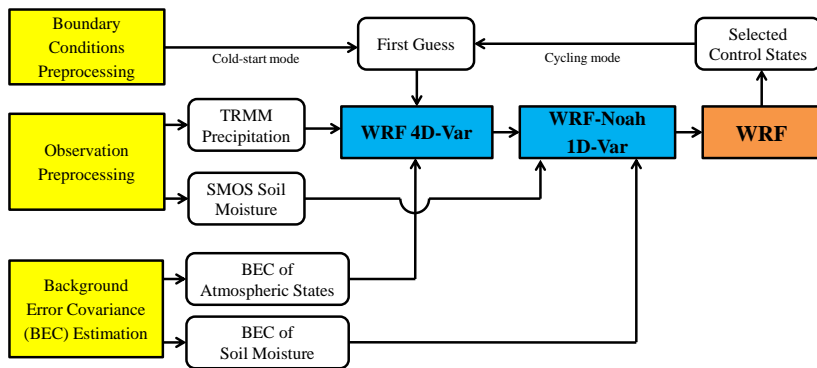 Boundary
Conditions
Preprocessing
Cold-start mode
First Guess
Cycling mode
Selected
Control States
Observation
Preprocessing
TRMM
Precipitation
WRF 4D-Var
WRF-Noah
1D-Var
WRF
SMOS Soil
Moisture
Background
Error Covariance
(BEC) Estimation
BEC of
Atmospheric States
BEC of
Soil Moisture